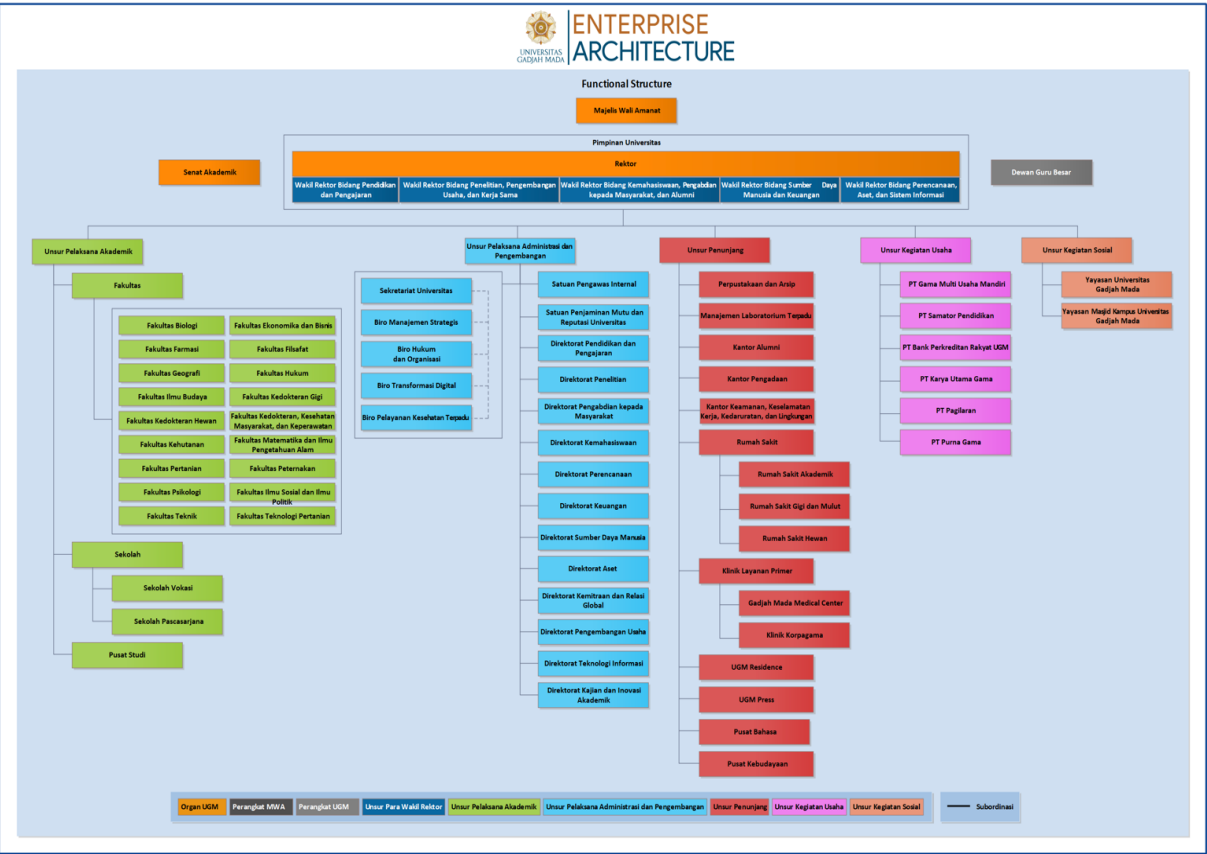 UNIVERSITAS
GADJAH MADA
ENTERPRISE
ARCHITECTURE
Functional Structure
Majelis Wali Amanat
Pimpinan Universitas
Senat Akademik
Rektor
Dewan Guru Besar
Wakil Rektor Bidang Pendidikan
dan Pengajaran
Wakil Rektor Bidang Penelitian, Pengembangan
Usaha, dan Kerja Sama
Wakil Rektor Bidang Kemahasiswaan, Pengabdian
kepada Masyarakat, dan Alumni
Wakil Rektor Bidang Sumber Daya
Manusia dan Keuangan
Wakil Rektor Bidang Perencanaan,
Aset, dan Sistem Informasi
Unsur Pelaksana Akademik
Fakultas
Fakultas Biologi
Fakultas Ekonomika dan Bisnis
Fakultas Farmasi
Fakultas Filsafat
Fakultas Geografi
Fakultas Hukum
Fakultas Ilmu Budaya
Fakultas Kedokteran Gigi
Fakultas Kedokteran Hewan
Fakultas Kedokteran, Kesehatan
Masyarakat, dan Keperawatan
Fakultas Kehutanan
Fakultas Matematika dan Ilmu
Pengetahuan Alam
Fakultas Pertanian
Fakultas Peternakan
Fakultas Psikologi
Fakultas Ilmu Sosial dan Ilmu
Politik
Fakultas Teknik
Fakultas Teknologi Pertanian
Sekolah
Sekolah Vokasi
Sekolah Pascasarjana
Pusat Studi
Unsur Pelaksana Administrasi dan
Pengembangan
Sekretariat Universitas
Biro Manajemen Strategis
Biro Hukum
dan Organisasi
Biro Transformasi Digital
Biro Pelayanan Kesehatan Terpadu
Satuan Pengawas Internal
Satuan Penjaminan Mutu dan
Reputasi Universitas
Direktorat Pendidikan dan
Pengajaran
Direktorat Penelitian
Direktorat Pengabdian kepada
Masyarakat
Direktorat Kemahasiswaan
Direktorat Perencanaan
Direktorat Keuangan
Direktorat Sumber Daya Manusia
Direktorat Aset
Direktorat Kemitraan dan Relasi
Global
Direktorat Pengembangan Usaha
Direktorat Teknologi Informasi
Direktorat Kajian dan Inovasi
Akademik
Unsur Penunjang
Perpustakaan dan Arsip
Manajemen Laboratorium Terpadu
Kantor Alumni
Kantor Pengadaan
Kantor Keamanan, Keselamatan
Kerja, Kedaruratan, dan Lingkungan
Rumah Sakit
Rumah Sakit Akademik
Rumah Sakit Gigi dan Mulut
Rumah Sakit Hewan
Klinik Layanan Primer
Gadjah Mada Medical Center
Klinik Korpagama
UGM Residence
UGM Press
Pusat Bahasa
Pusat Kebudayaan
Unsur Kegiatan Usaha
PT Gama Multi Usaha Mandiri
PT Samator Pendidikan
PT Bank Perkreditan Rakyat UGM
PT Karya Utama Gama
PT Pagilaran
PT Purna Gama
Unsur Kegiatan Sosial
Yayasan Universitas
Gadjah Mada
Yayasan Masjid Kampus Universitas
Gadjah Mada
Organ UGM
Perangkat MWA
Perangkat UGM
Unsur Para Wakil Rektor
Unsur Pelaksana Akademik
Unsur Pelaksana Administrasi dan Pengembangan
Unsur Penunjang
Unsur Kegiatan Usaha
Unsur Kegiatan Sosial
Subordinasi